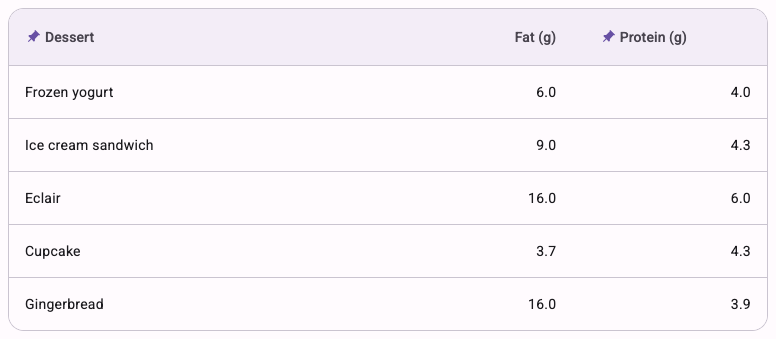 Dessert Fat (g) Protein (g)
Frozen yogurt 6.0 4.0
Ice cream sandwich 9.0 4.3
Eclair 16.0 6.0
Cupcake 3.7 4.3
Gingerbread 16.0 3.9